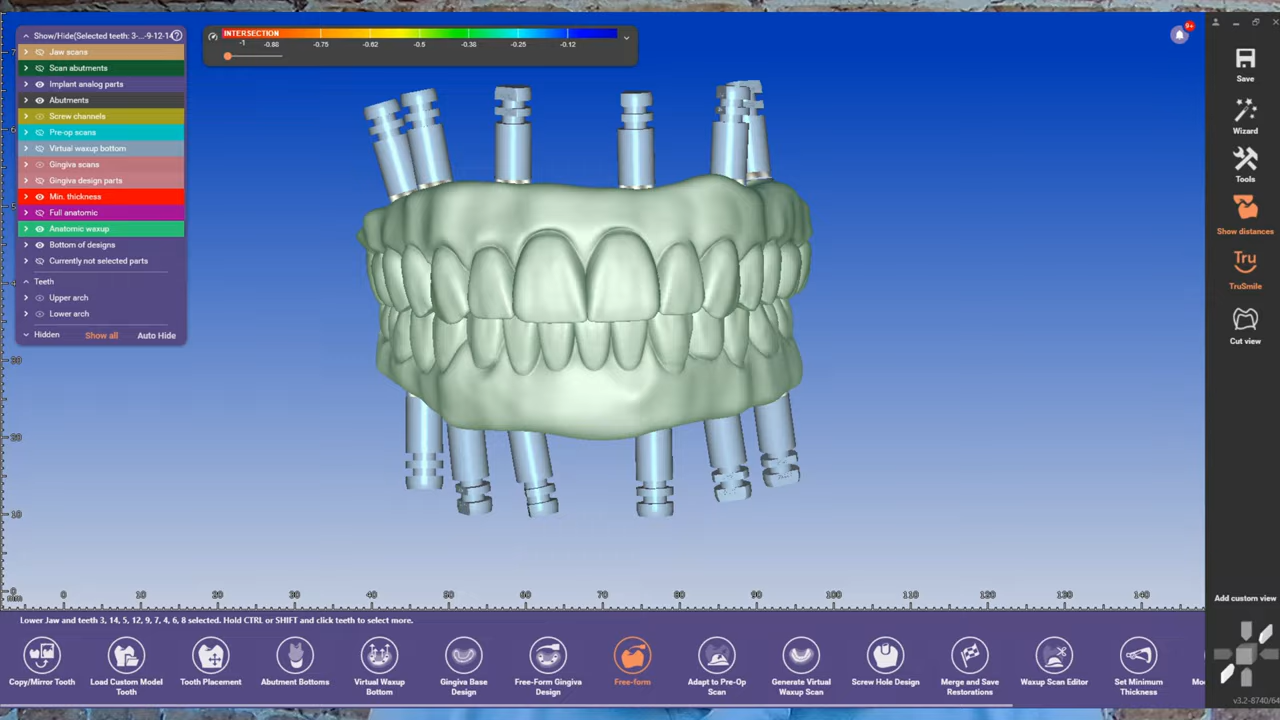 Show/Hide(Selected teeth: 3-...-9-12-14
?
Jaw scans
Scan abutments
Implant analog parts
Abutments
Screw channels
Pre-op scans
Virtual waxup bottom
Gingiva scans
Gingiva design parts
Min. thickness
Full anatomic
Anatomic waxup
Bottom of designs
Currently not selected parts
Teeth
Upper arch
Lower arch
Hidden
Show all
Auto Hide
INTERSECTION
-1 -0.88 -0.75 -0.62 -0.5 -0.38 -0.25 -0.12
9+
Save
Wizard
Tools
Show distances
Tru
TruSmile
Cut view
Add custom view
v3.2-8740/64
mm
0 10 20 30 40 50 60 70 80 90 100 110 120 130 140
Lower Jaw and teeth 3, 14, 5, 12, 9, 7, 4, 6, 8 selected. Hold CTRL or SHIFT and click teeth to select more.
Copy/Mirror Tooth
Load Custom Model
Tooth
Tooth Placement
Abutment Bottoms
Virtual Waxup
Bottom
Gingiva Base
Design
Free-Form Gingiva
Design
Free-form
Adapt to Pre-Op
Scan
Generate Virtual
Waxup Scan
Screw Hole Design
Merge and Save
Restorations
Waxup Scan Editor
Set Minimum
Thickness